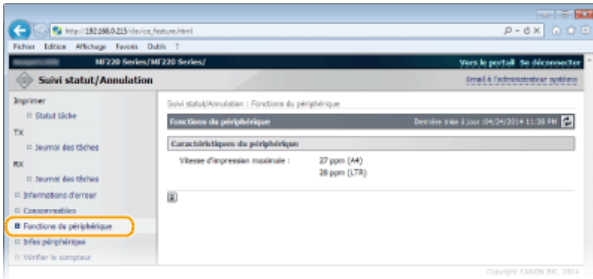 http://192.168.0.215/device_feature.html
Fichier Edition Affichage Favoris Outils ?
MF220 Series/MF220 Series/
Vers le portail Se déconnecter
Suivi statut/Annulation
Email à l'administrateur système
Imprimer
Statut tâche
TX
Journal des tâches
RX
Journal des tâches
Informations d'erreur
Consommables
Fonctions du périphérique
Infos périphérique
Vérifier le compteur
Suivi statut/Annulation : Fonctions du périphérique
Fonctions du périphérique
Dernière mise à jour :04/24/2014 11:38 PM
Caractéristiques du périphérique
Vitesse d'impression maximale : 27 ppm (A4)
28 ppm (LTR)
Copyright CANON INC. 2014